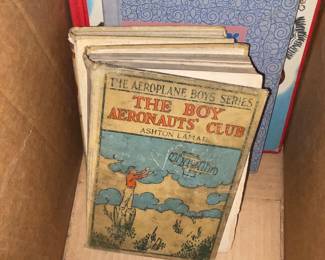 THE AEROPLANE BOYS SERIES
THE BOY
AERONAUTS' CLUB
ASHTON LAMAR